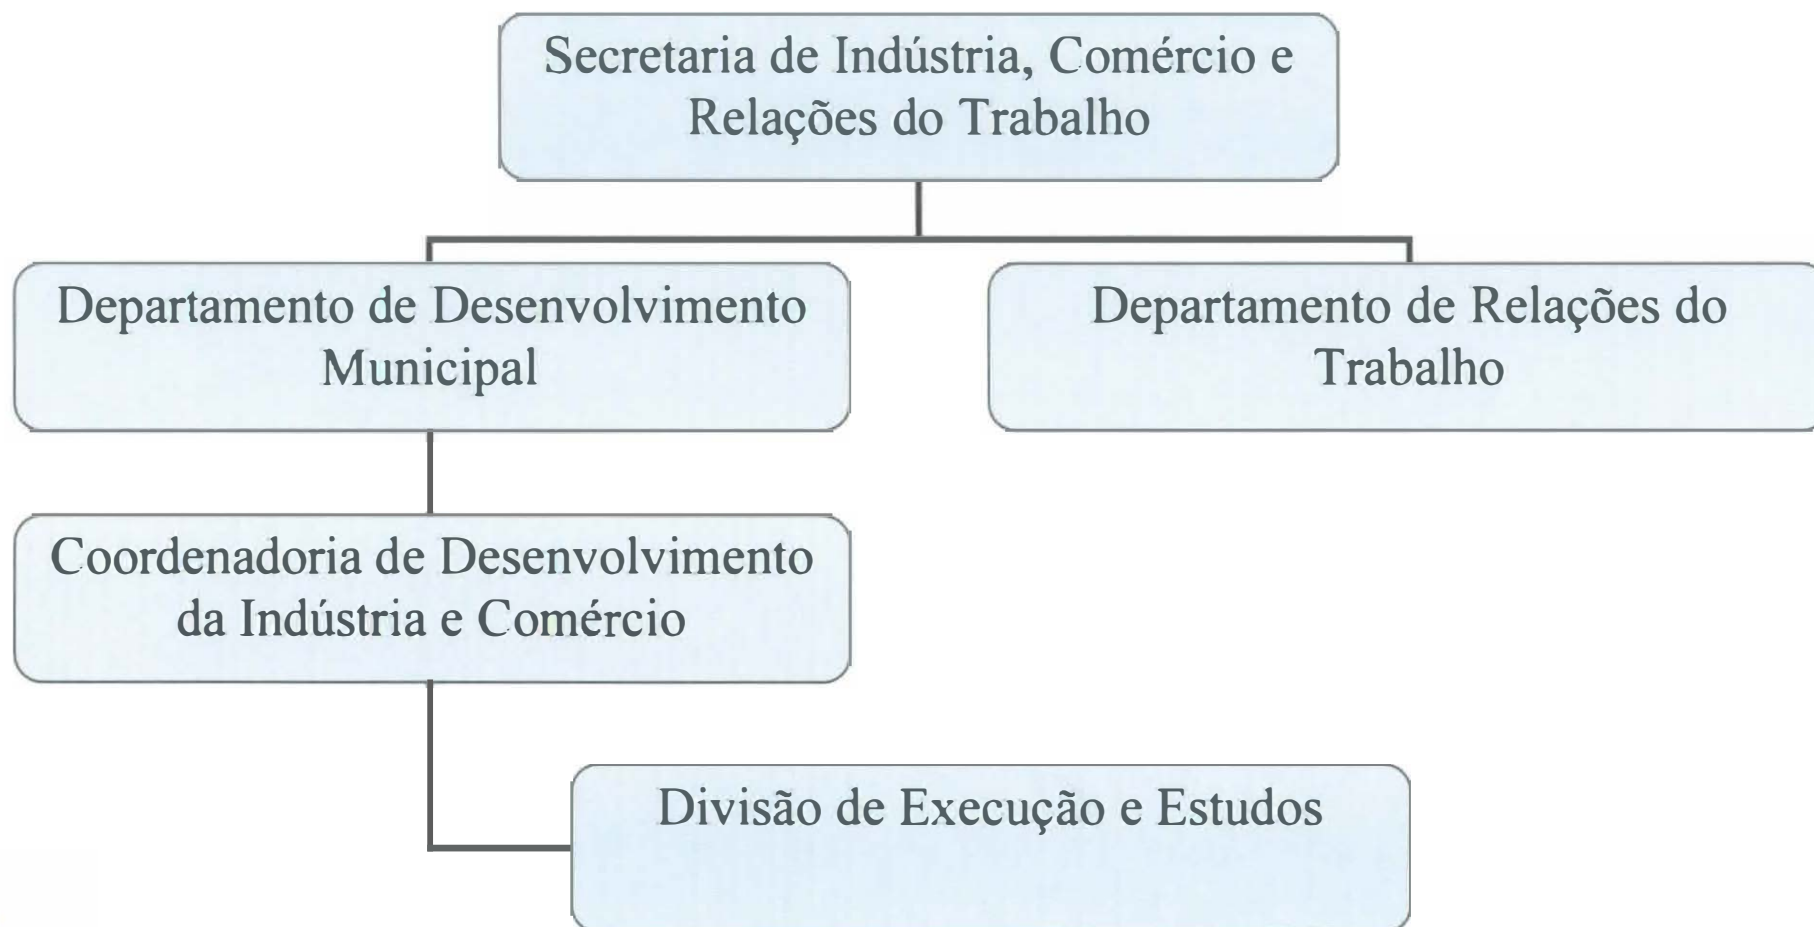 Secretaria de Indústria, Comércio e
Relações do Trabalho
Departamento de Desenvolvimento
Municipal
Departamento de Relações do
Trabalho
Coordenadoria de Desenvolvimento
da Indústria e Comércio
Divisão de Execução e Estudos